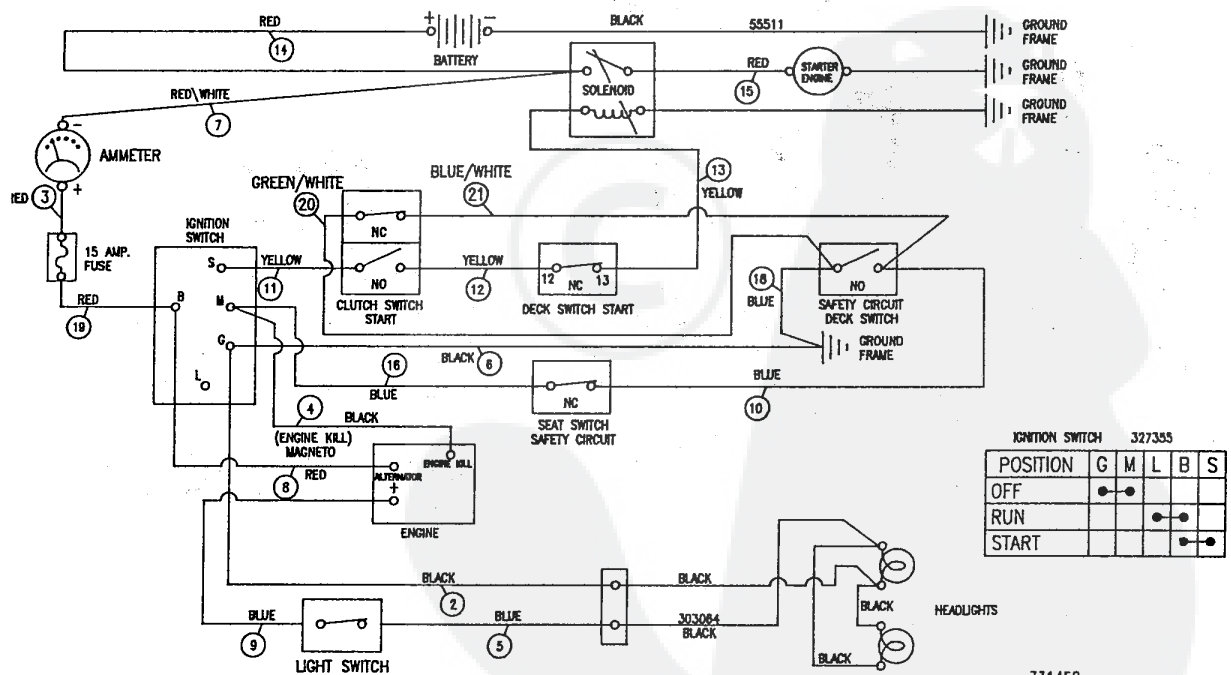 RED
14
+
-
BATTERY
BLACK
55511
GROUND
FRAME
SOLENOID
RED
15
STARTER
ENGINE
GROUND
FRAME
GROUND
FRAME
RED\WHITE
7
-
AMMETER
+
3
15 AMP.
FUSE
RED
19
IGNITION
SWITCH
S
B
M
G
L
GREEN/WHITE
20
BLUE/WHITE
21
13
YELLOW
NC
NO
CLUTCH SWITCH
START
YELLOW
11
YELLOW
12
12
NC
13
DECK SWITCH START
18
BLUE
NO
SAFETY CIRCUIT
DECK SWITCH
GROUND
FRAME
BLACK
6
16
BLUE
NC
SEAT SWITCH
SAFETY CIRCUIT
BLUE
10
4
BLACK
(ENGINE KILL)
MAGNETO
8
RED
ENGINE KILL
ALTERNATOR
+
ENGINE
IGNITION SWITCH 327355
POSITION G M L B S
OFF
RUN
START
BLACK
2
BLACK
BLUE
9
LIGHT SWITCH
BLUE
5
303064
BLACK
BLACK
BLACK
HEADLIGHTS